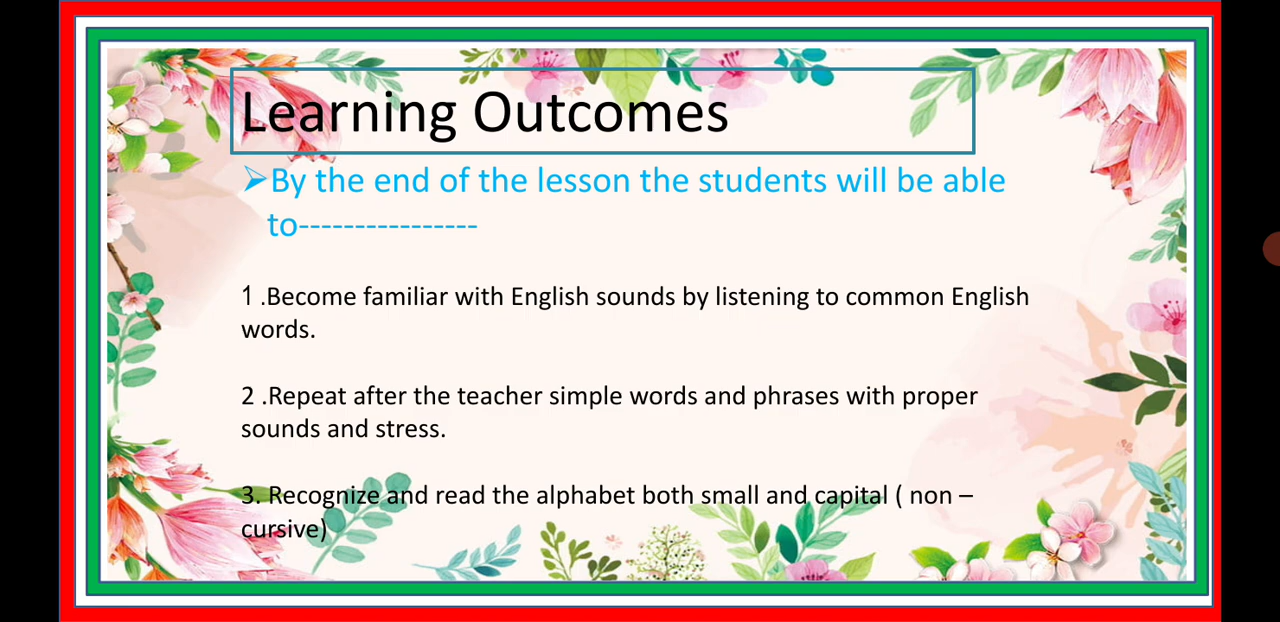 Learning Outcomes
➢By the end of the lesson the students will be able
to----------------
1 .Become familiar with English sounds by listening to common English
words.
2 .Repeat after the teacher simple words and phrases with proper
sounds and stress.
3. Recognize and read the alphabet both small and capital ( non –
cursive)